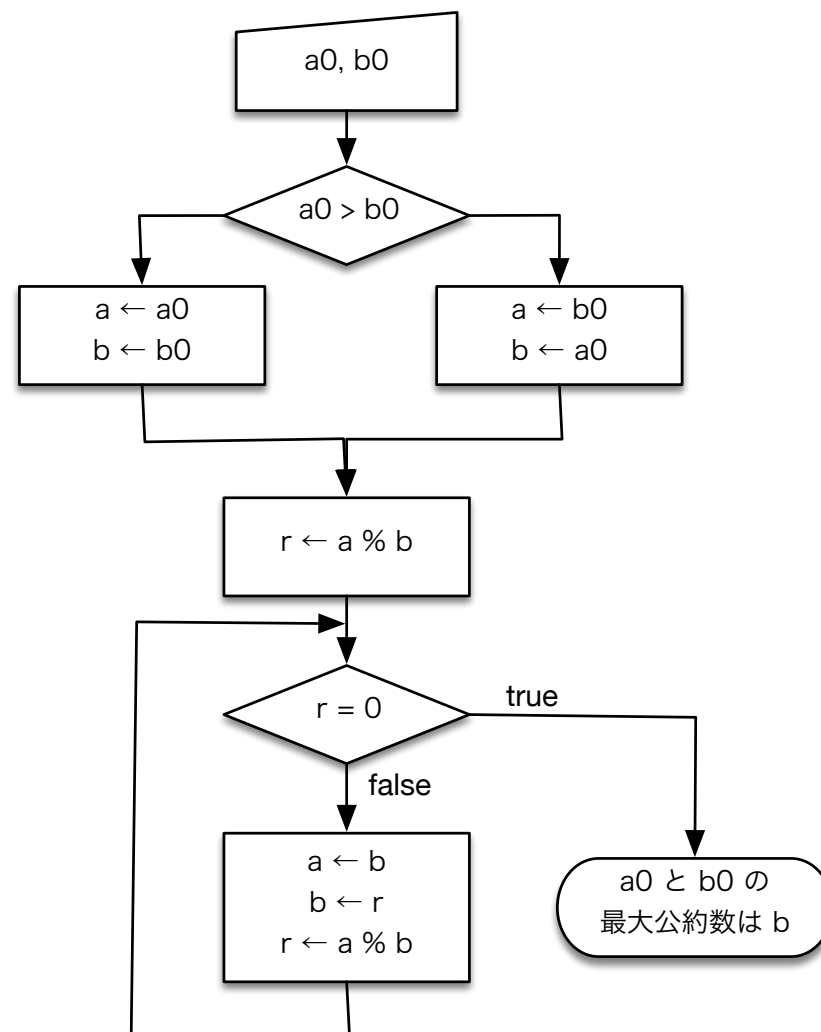 a0, b0
a0 > b0
a ← a0
b ← b0
a ← b0
b ← a0
r ← a % b
r = 0
true
false
a ← b
b ← r
r ← a % b
a0 と b0 の
最大公約数は b